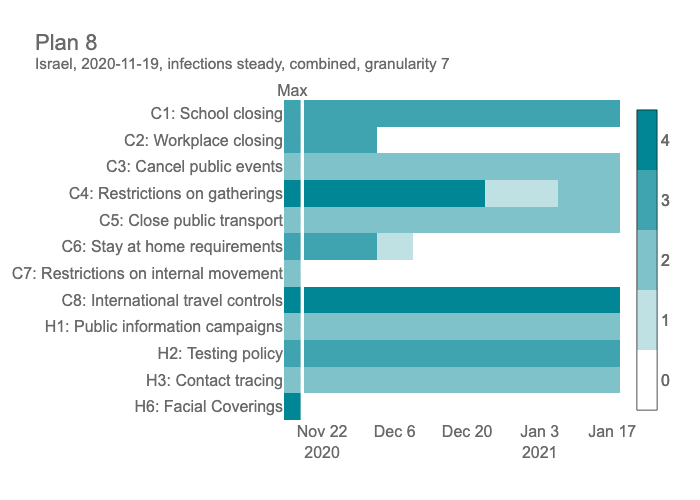 Plan 8
Israel, 2020-11-19, infections steady, combined, granularity 7
Max
C1: School closing
C2: Workplace closing
C3: Cancel public events
C4: Restrictions on gatherings
C5: Close public transport
C6: Stay at home requirements
C7: Restrictions on internal movement
C8: International travel controls
H1: Public information campaigns
H2: Testing policy
H3: Contact tracing
H6: Facial Coverings
4
3
2
1
0
Nov 22 Dec 6 Dec 20 Jan 3 Jan 17
2020 2021